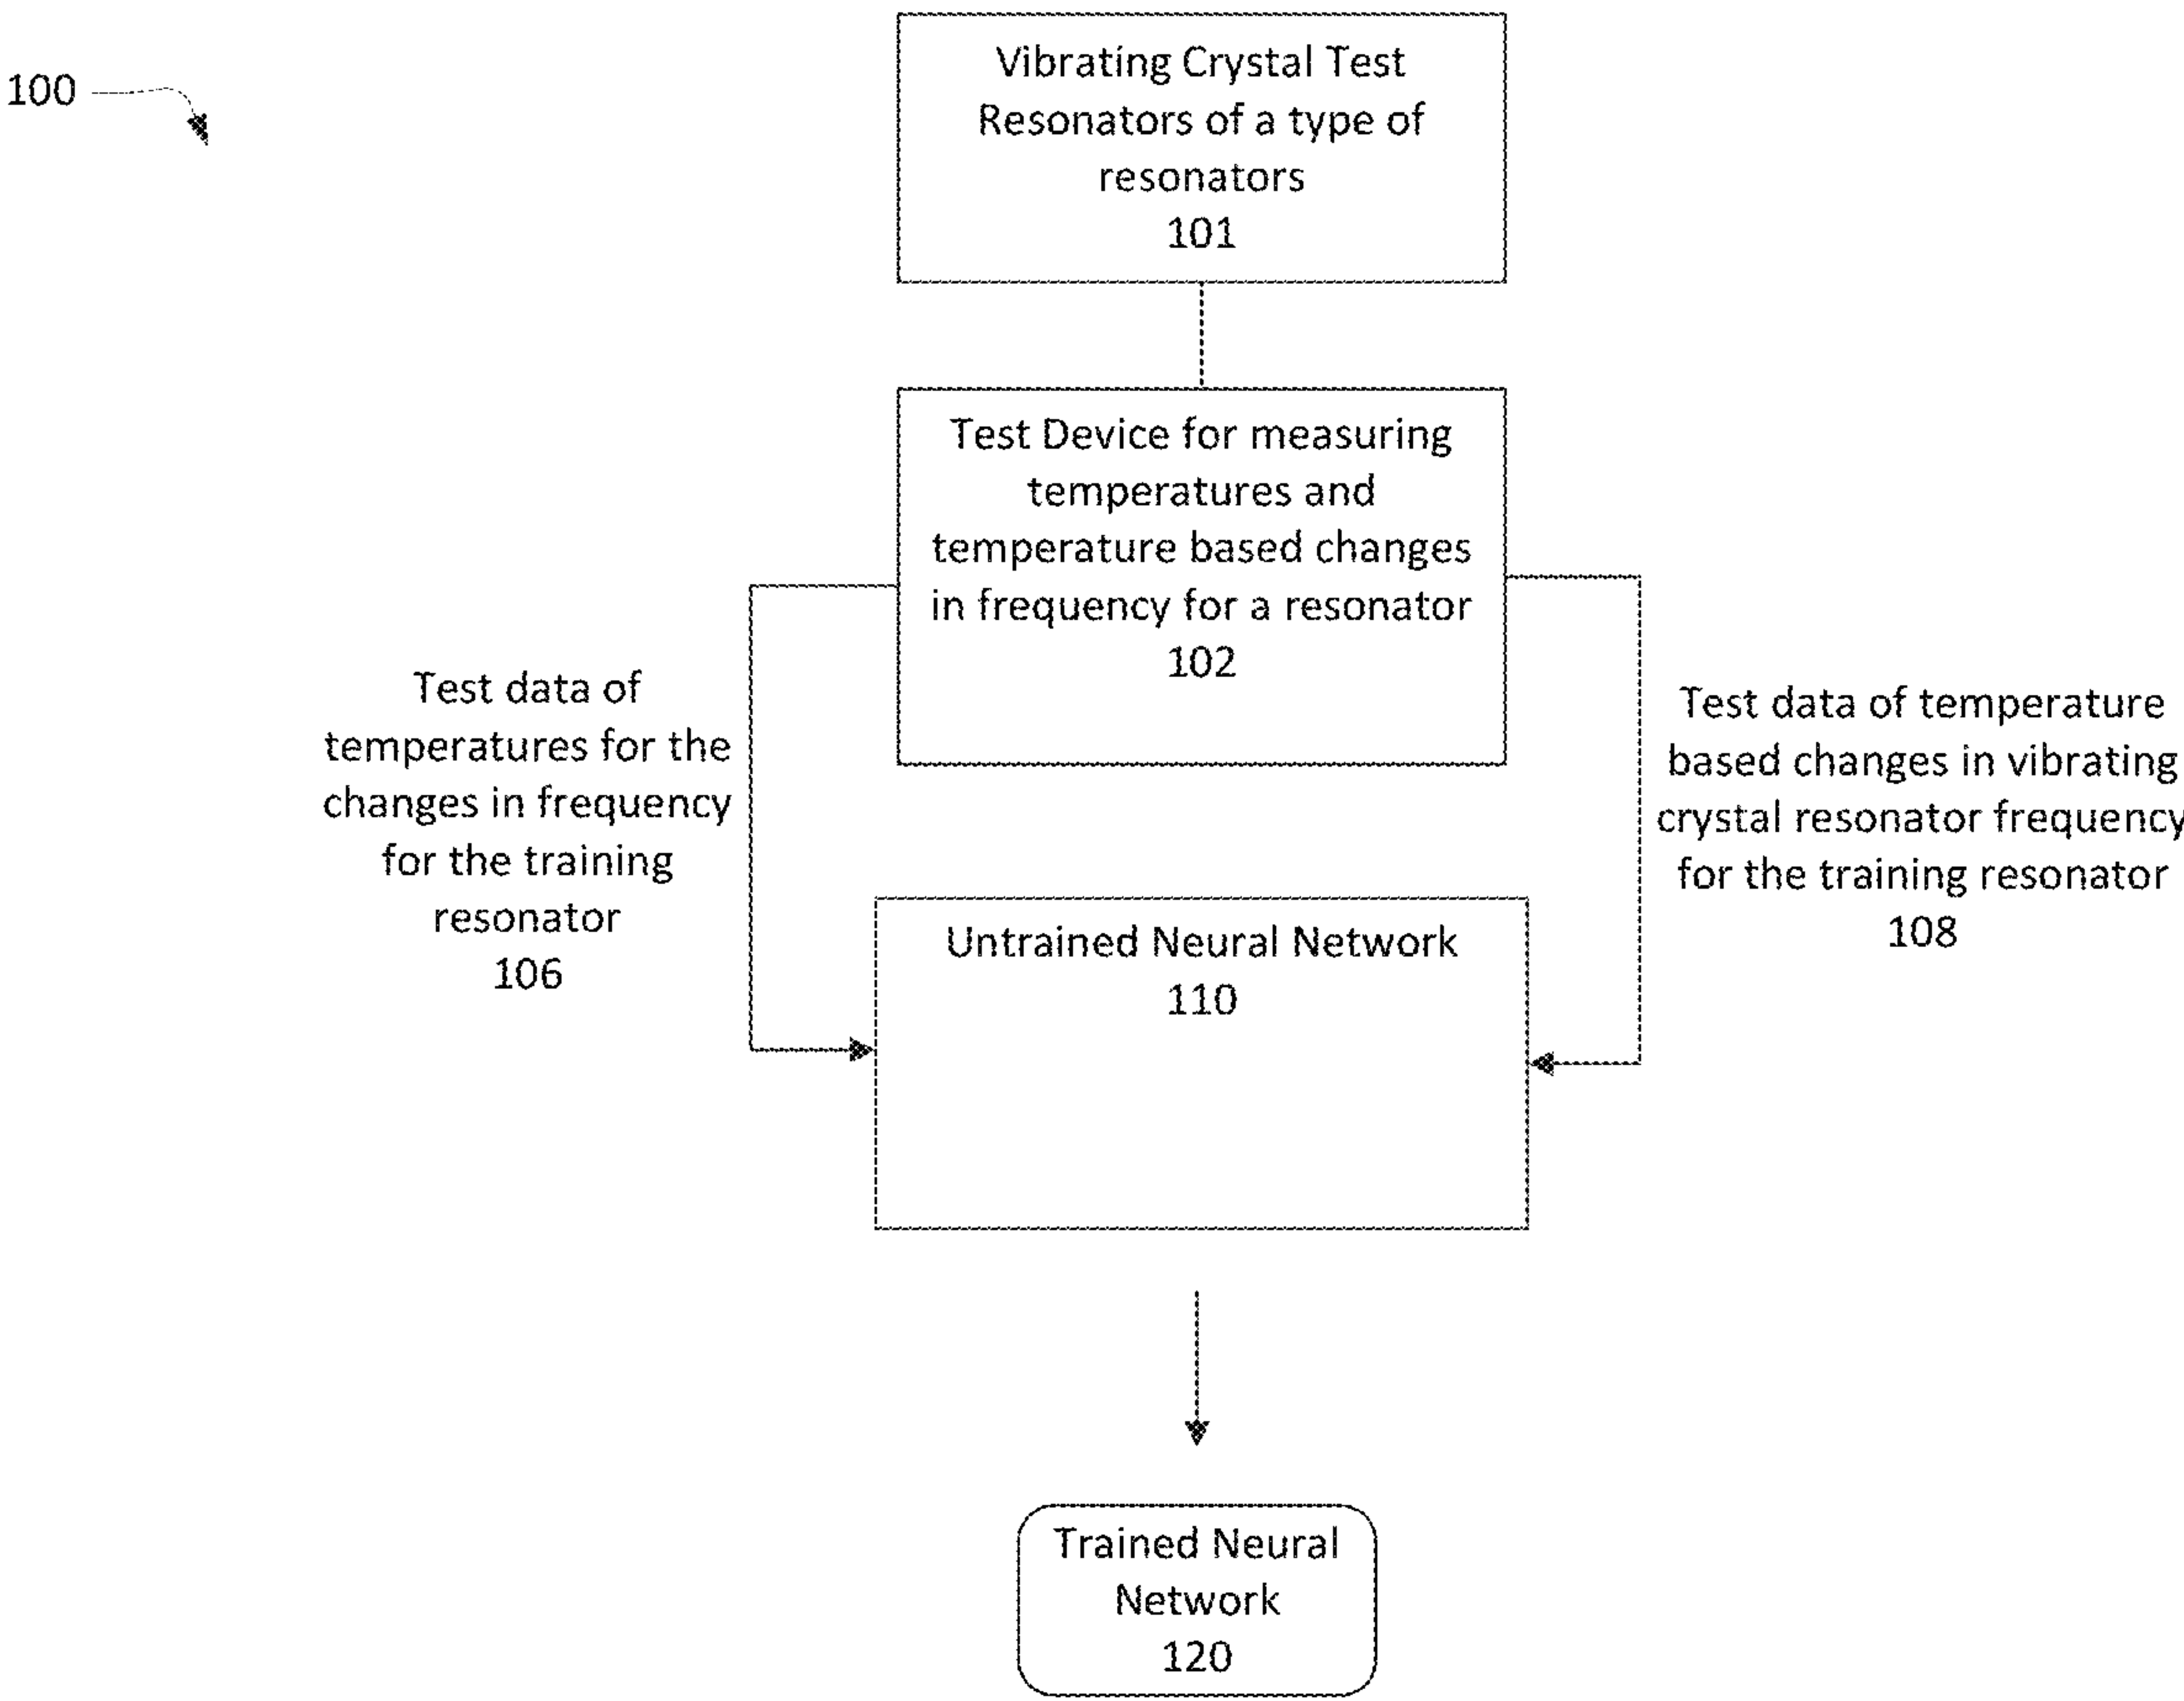 100
Vibrating Crystal Test
Resonators of a type of
resonators
101
Test Device for measuring
temperatures and
temperature based changes
in frequency for a resonator
102
Test data of
temperatures for the
changes in frequency
for the training
resonator
106
Test data of temperature
based changes in vibrating
crystal resonator frequency
for the training resonator
108
Untrained Neural Network
110
Trained Neural
Network
120